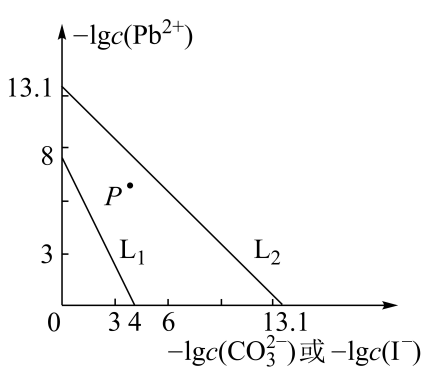 −lgc(Pb²⁺)
13.1
8
P
3
L₁
L₂
0
3 4 6 13.1
−lgc(CO₃²⁻)或 −lgc(I⁻)